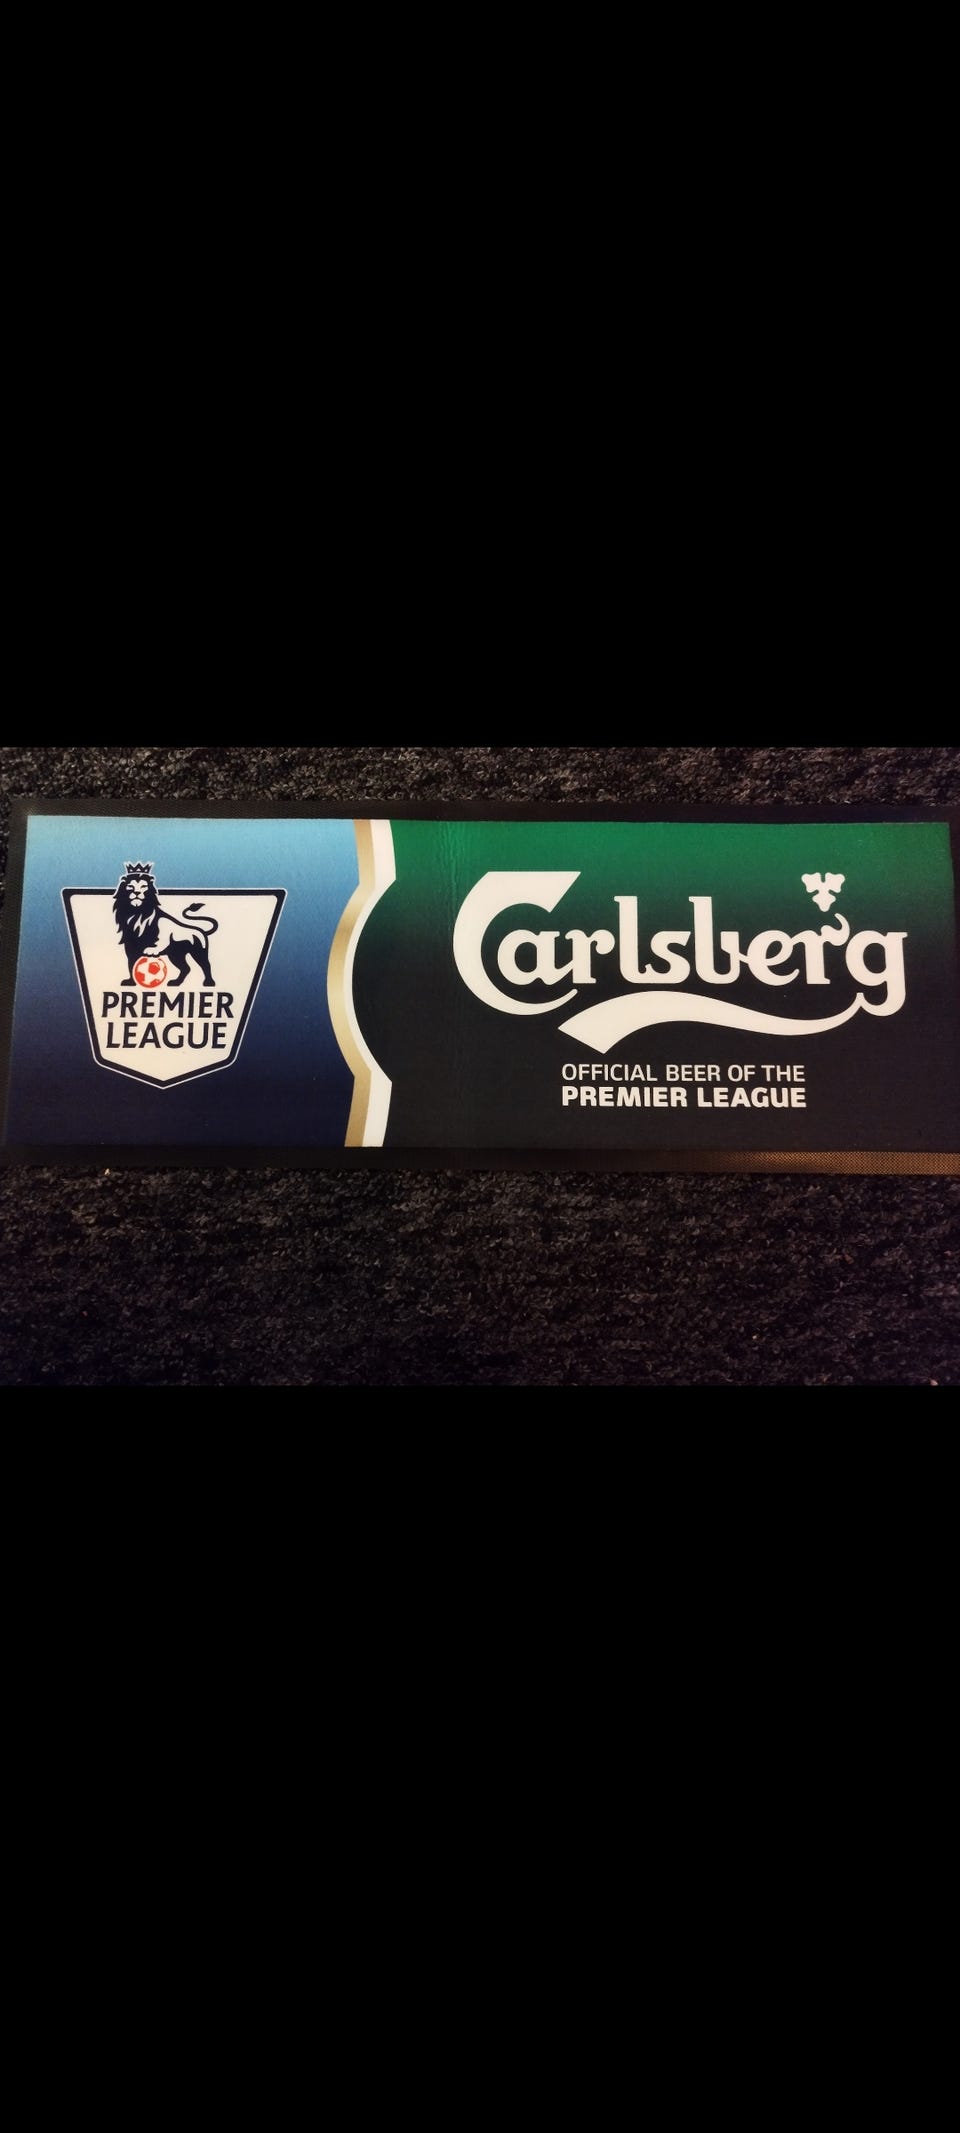 PREMIER
LEAGUE
Carlsberg
OFFICIAL BEER OF THE
PREMIER LEAGUE